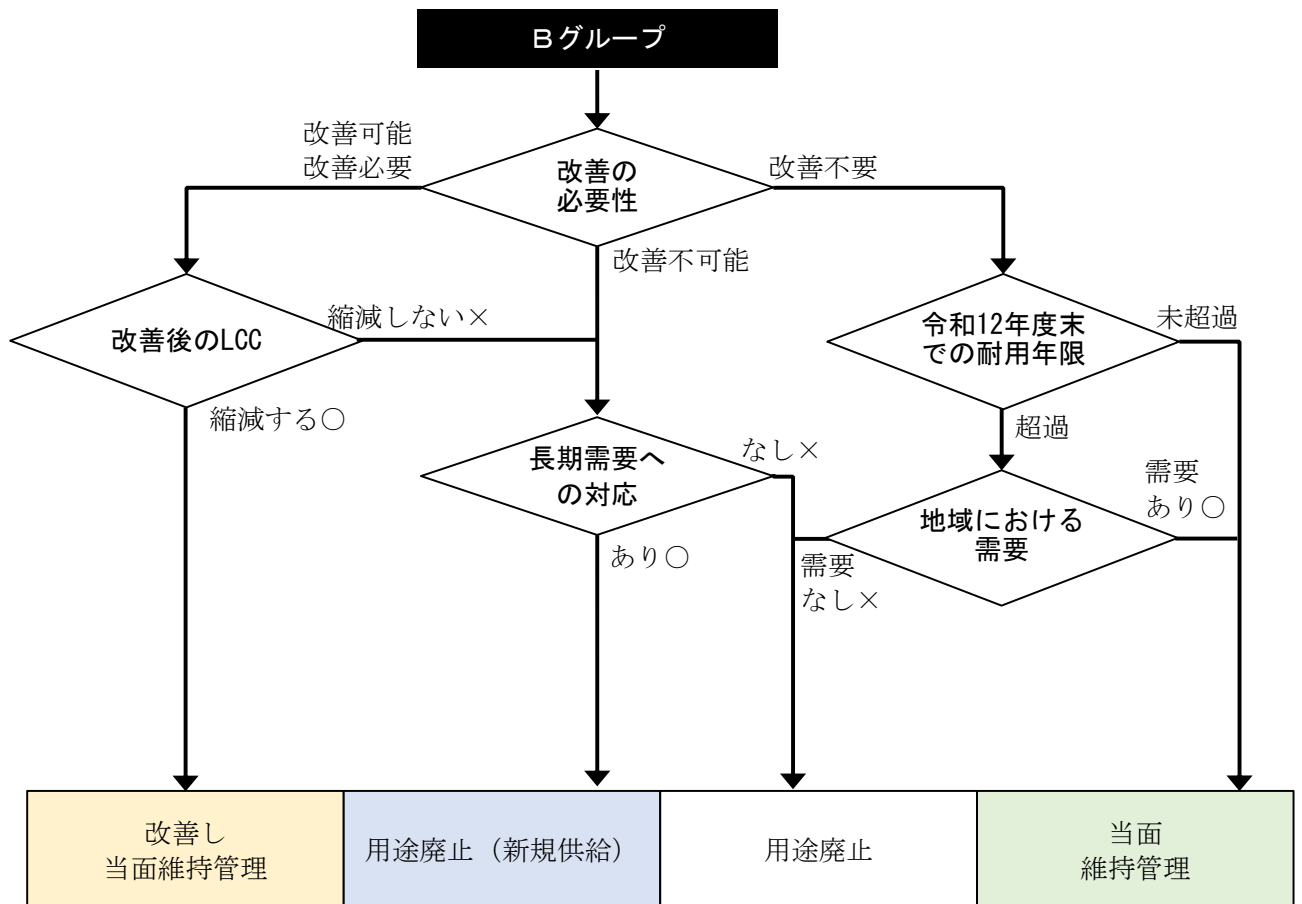 Ｂグループ
改善可能
改善必要
改善の
必要性
改善不要
改善不可能
改善後のLCC
縮減しない×
令和12年度末
での耐用年限
未超過
縮減する○
超過
長期需要へ
の対応
なし×
地域における
需要
需要
あり○
あり○
需要
なし×
改善し
当面維持管理
用途廃止（新規供給）
用途廃止
当面
維持管理